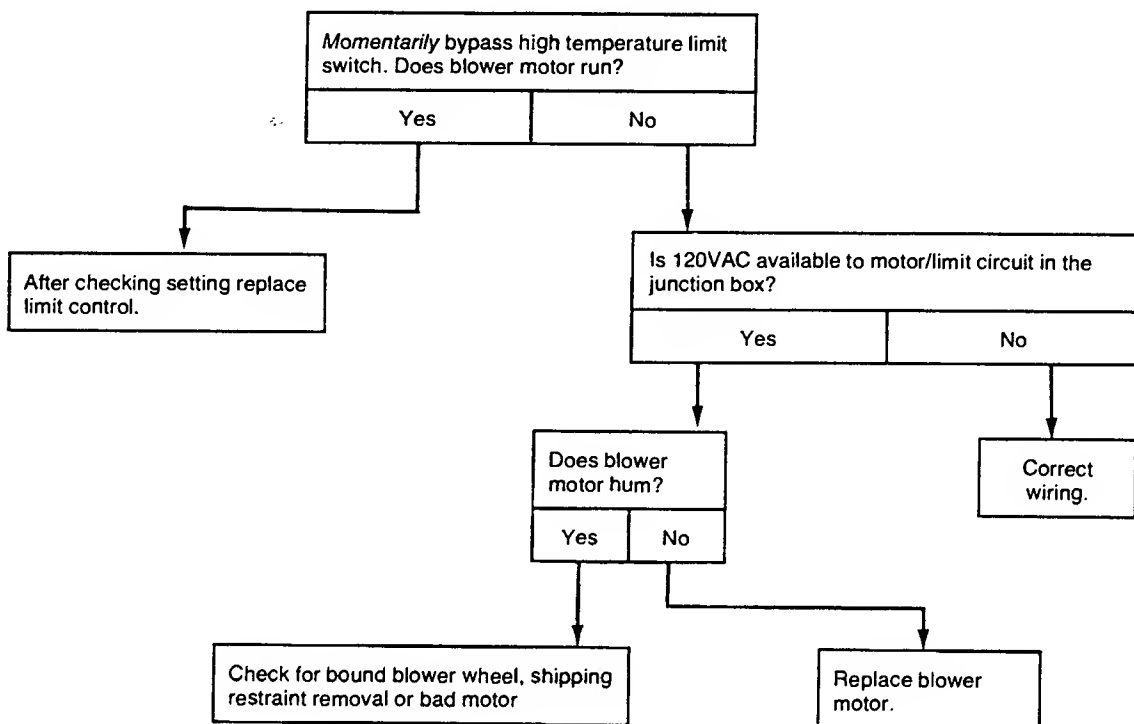 Momentarily bypass high temperature limit
switch. Does blower motor run?
Yes
No
After checking setting replace
limit control.
Is 120VAC available to motor/limit circuit in the
junction box?
Yes
No
Does blower
motor hum?
Yes
No
Correct
wiring.
Check for bound blower wheel, shipping
restraint removal or bad motor
Replace blower
motor.